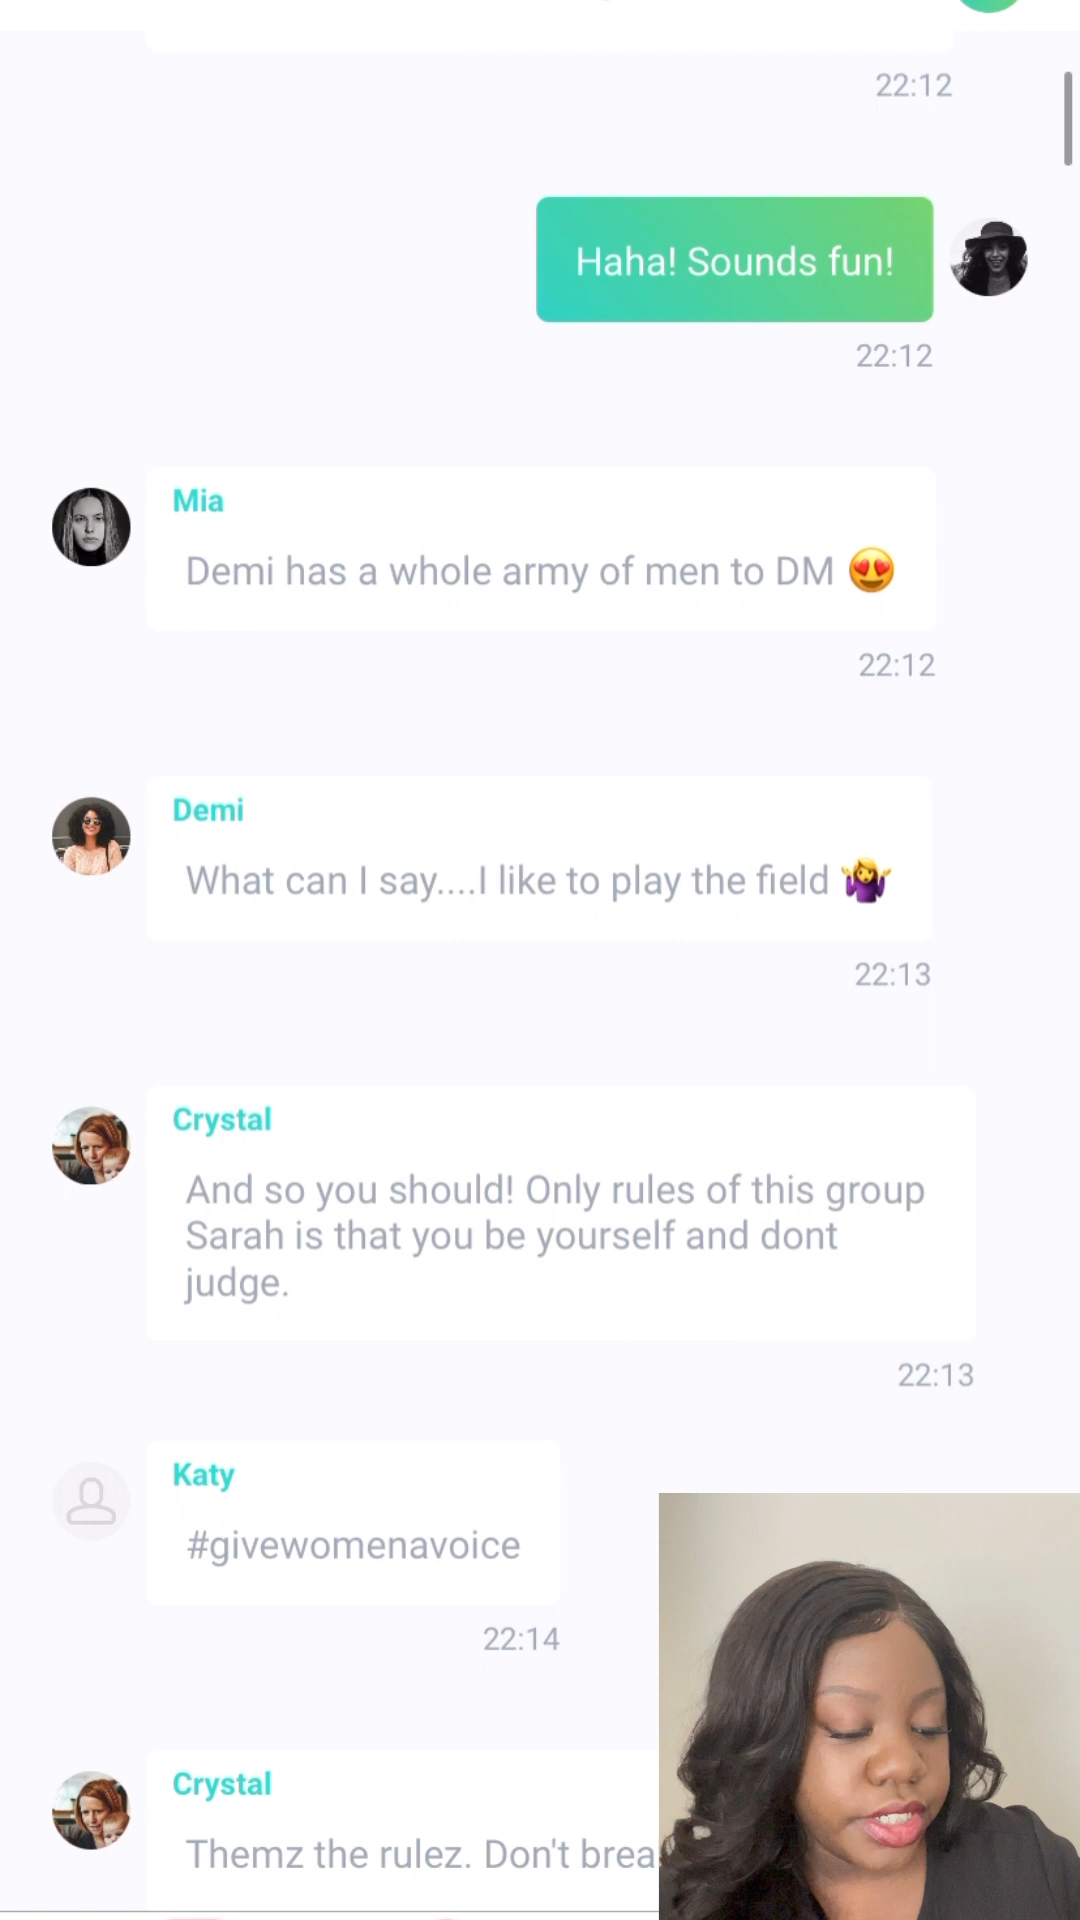 22:12
Haha! Sounds fun!
22:12
Mia
Demi has a whole army of men to DM 😍
22:12
Demi
What can I say....I like to play the field 🤷‍♀️
22:13
Crystal
And so you should! Only rules of this group
Sarah is that you be yourself and dont
judge.
22:13
Katy
#givewomenavoice
22:14
Crystal
Themz the rulez. Don't